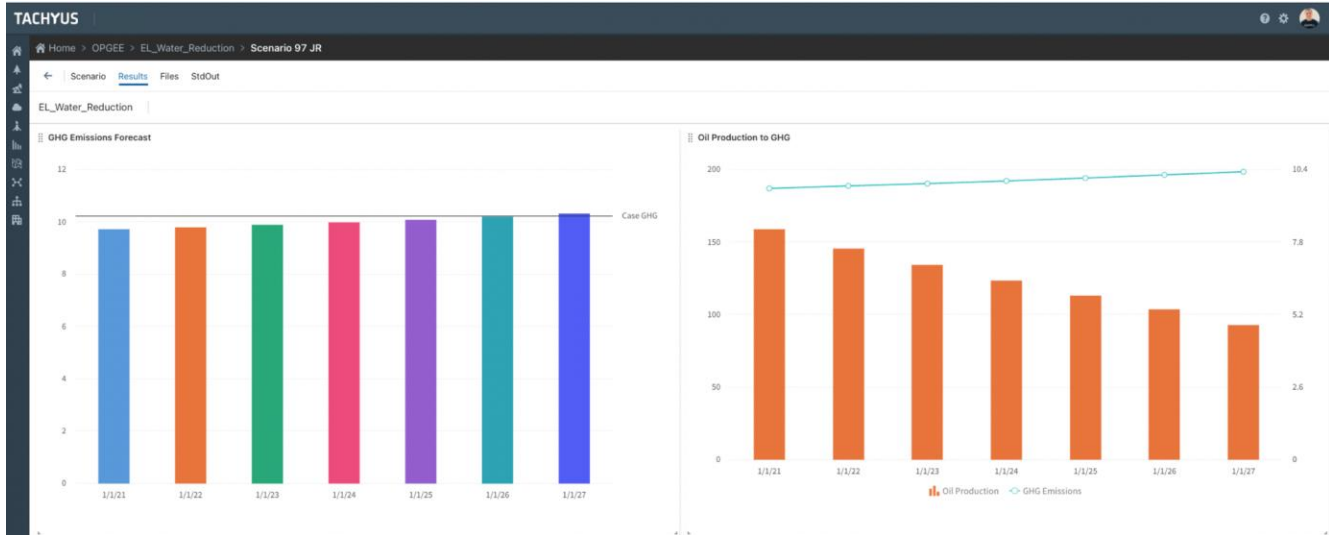 TACHYUS
Home > OPGEE > EL_Water_Reduction > Scenario 97 JR
Scenario Results Files StdOut
EL_Water_Reduction
GHG Emissions Forecast
12
10
8
6
4
2
0
Case GHG
1/1/21 1/1/22 1/1/23 1/1/24 1/1/25 1/1/26 1/1/27
Oil Production to GHG
200 10.4
150 7.8
100 5.2
50 2.6
0 0
1/1/21 1/1/22 1/1/23 1/1/24 1/1/25 1/1/26 1/1/27
Oil Production GHG Emissions